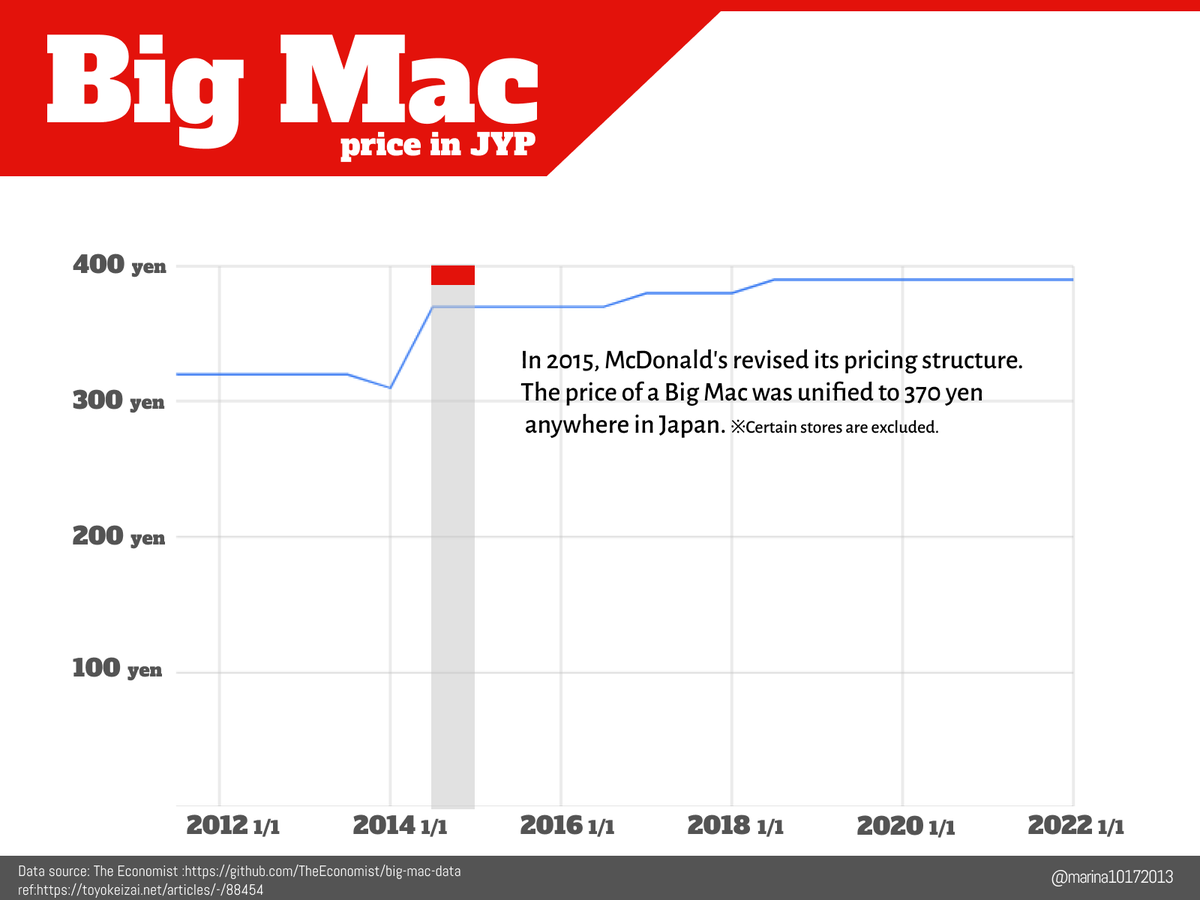 Big Mac
price in JYP
400 yen
300 yen
200 yen
100 yen
In 2015, McDonald's revised its pricing structure.
The price of a Big Mac was unified to 370 yen
anywhere in Japan. ※Certain stores are excluded.
2012 1/1 2014 1/1 2016 1/1 2018 1/1 2020 1/1 2022 1/1
Data source: The Economist :https://github.com/TheEconomist/big-mac-data
ref:https://toyokeizai.net/articles/-/88454
@marina10172013